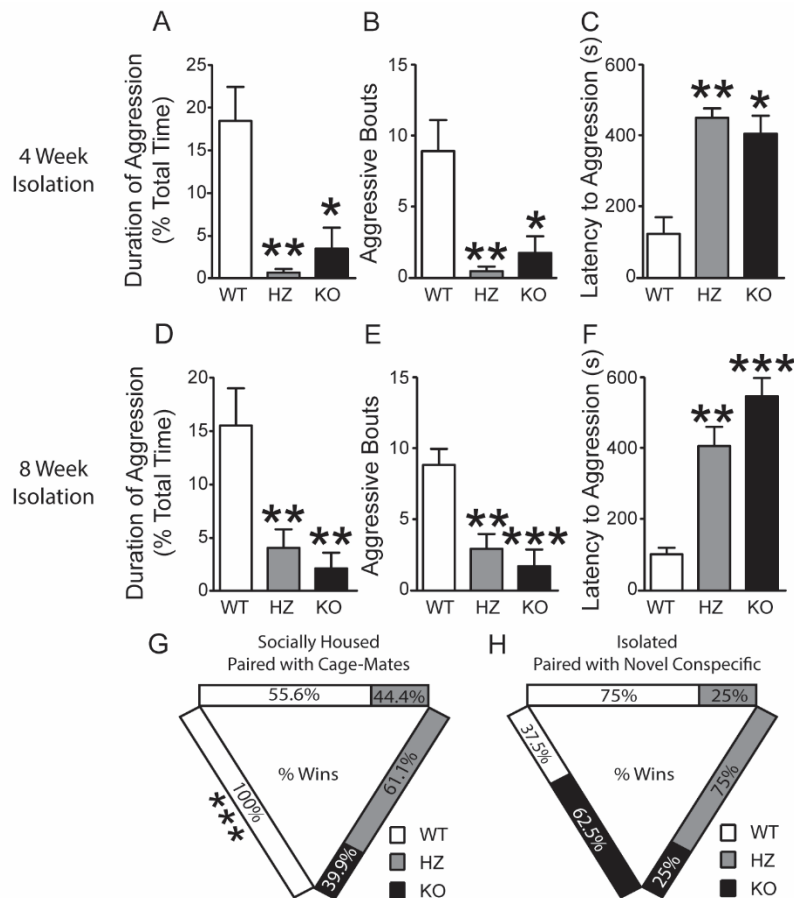 A
B
C
4 Week
Isolation
Duration of Aggression
(% Total Time)
25
20
15
10
5
0
**
*
WT
HZ
KO
Aggressive Bouts
15
10
5
0
**
*
WT
HZ
KO
Latency to Aggression (s)
600
400
200
0
**
*
WT
HZ
KO
D
E
F
8 Week
Isolation
Duration of Aggression
(% Total Time)
20
15
10
5
0
**
**
WT
HZ
KO
Aggressive Bouts
15
10
5
0
**
***
WT
HZ
KO
Latency to Aggression (s)
600
400
200
0
**
***
WT
HZ
KO
G
Socially Housed
Paired with Cage-Mates
55.6%
44.4%
100%
***
% Wins
61.1%
39.9%
WT
HZ
KO
H
Isolated
Paired with Novel Conspecific
75%
25%
37.5%
62.5%
% Wins
75%
25%
WT
HZ
KO